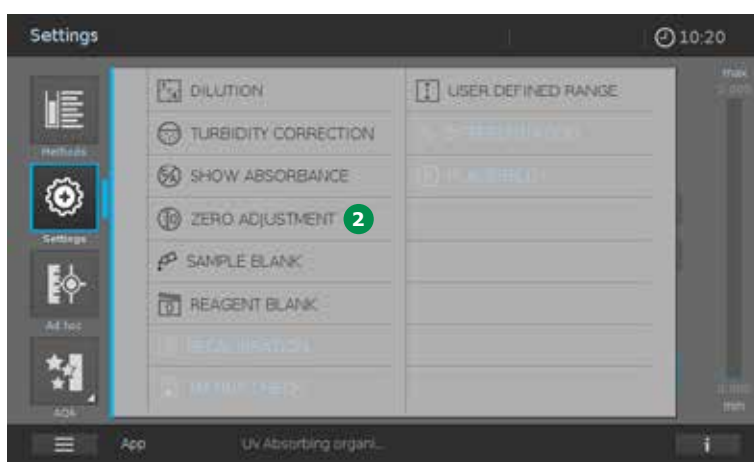 Settings
10:20
max
Methods
Settings
Ad hoc
AQA
DILUTION
TURBIDITY CORRECTION
SHOW ABSORBANCE
ZERO ADJUSTMENT 2
SAMPLE BLANK
REAGENT BLANK
RECALIBRATION
USER DEFINED RANGE
min
App
Uv Absorbing organi...
i